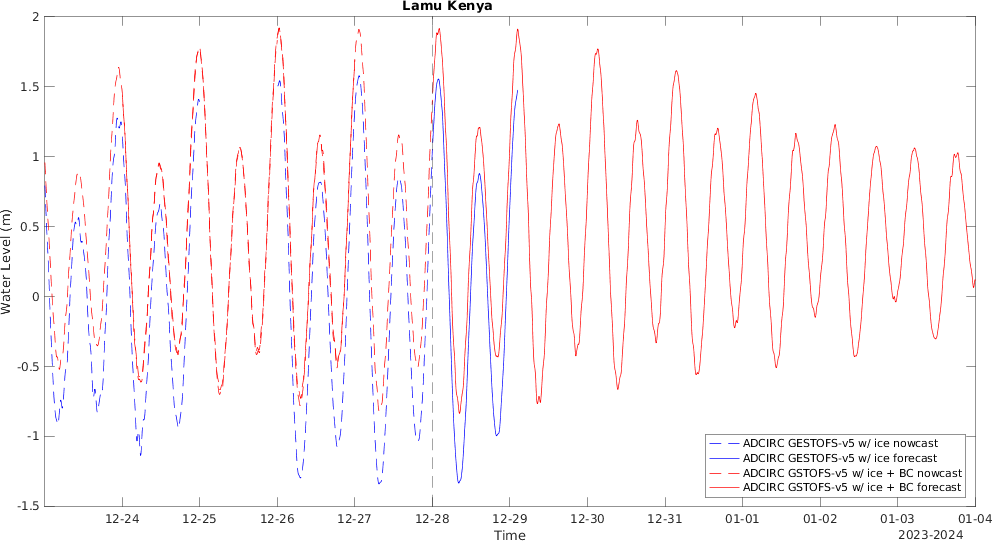 Lamu Kenya
2
1.5
1
0.5
0
-0.5
-1
-1.5
Water Level (m)
ADCIRC GESTOFS-v5 w/ ice nowcast
ADCIRC GESTOFS-v5 w/ ice forecast
ADCIRC GSTOFS-v5 w/ ice + BC nowcast
ADCIRC GSTOFS-v5 w/ ice + BC forecast
12-24 12-25 12-26 12-27 12-28 12-29 12-30 12-31 01-01 01-02 01-03 01-04
Time
2023-2024